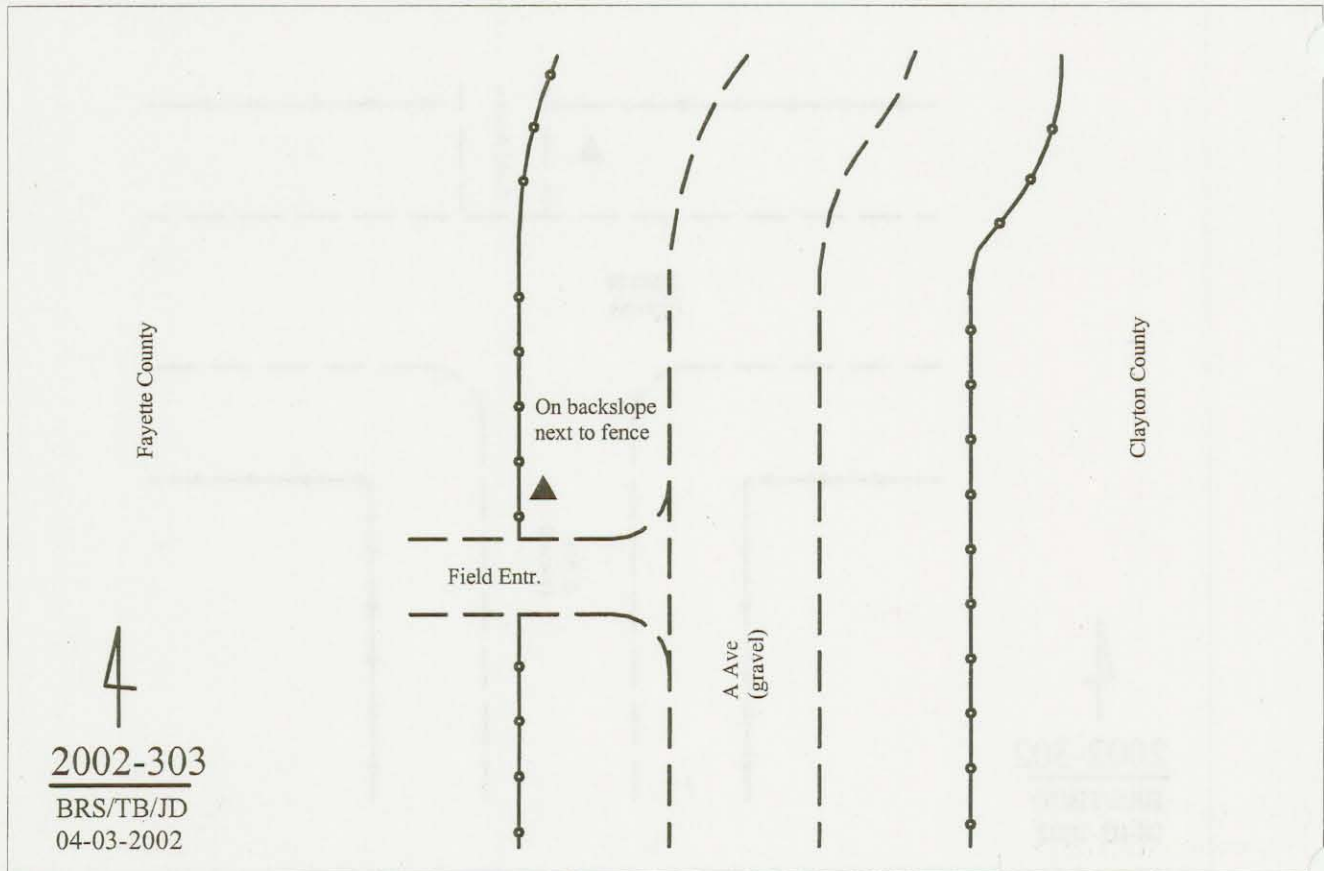 Fayette County
On backslope
next to fence
Clayton County
Field Entr.
A Ave
(gravel)
2002-303
BRS/TB/JD
04-03-2002